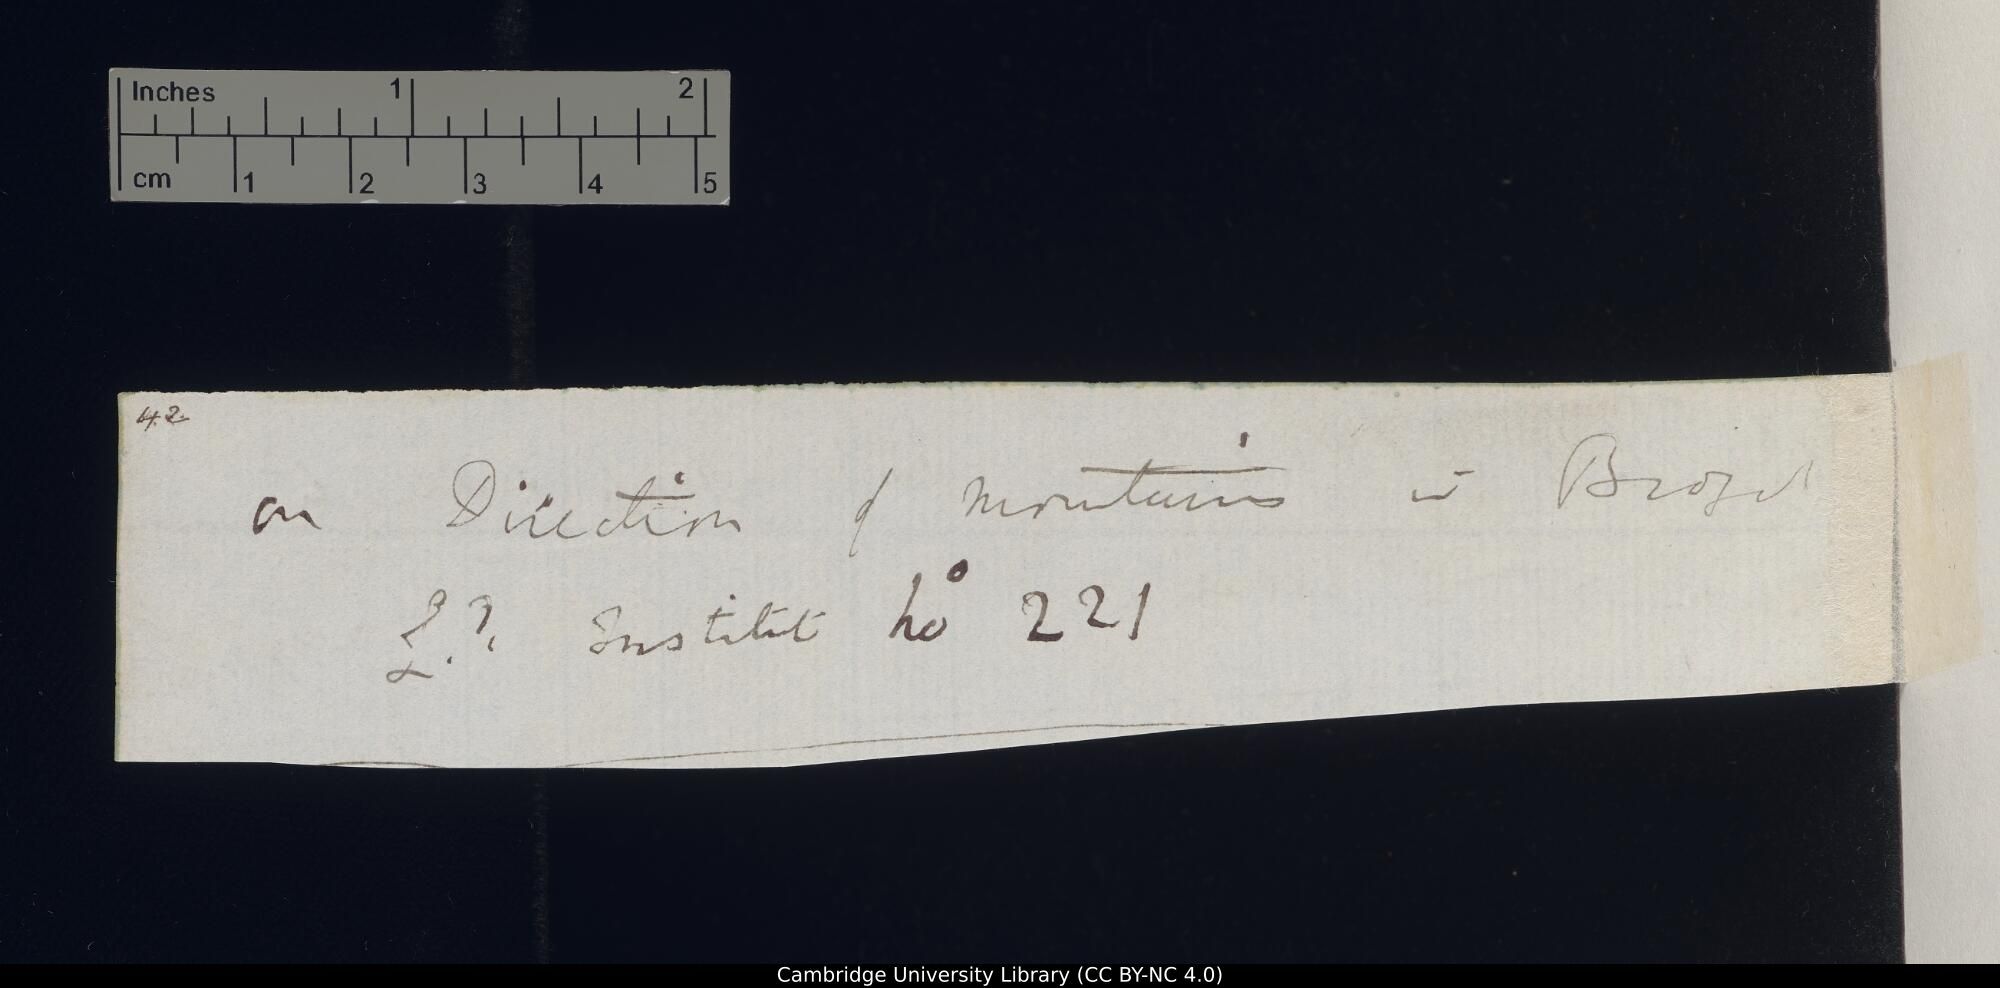 Inches 1 2
cm 1 2 3 4 5
42
on Direction of mountains in Brazil
L.? Institut no 221
Cambridge University Library (CC BY-NC 4.0)